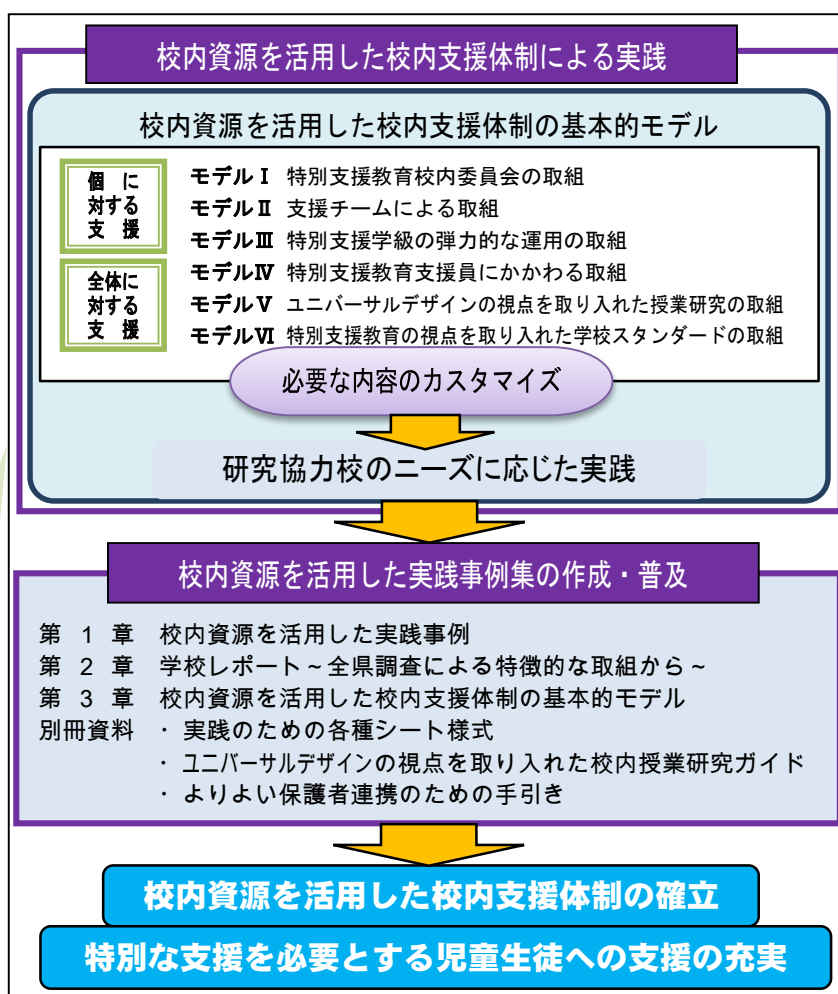 校内資源を活用した校内支援体制による実践
校内資源を活用した校内支援体制の基本的モデル
個に
対する
支援
モデルⅠ 特別支援教育校内委員会の取組
モデルⅡ 支援チームによる取組
モデルⅢ 特別支援学級の弾力的な運用の取組
全体に
対する
支援
モデルⅣ 特別支援教育支援員にかかわる取組
モデルⅤ ユニバーサルデザインの視点を取り入れた授業研究の取組
モデルⅥ 特別支援教育の視点を取り入れた学校スタンダードの取組
必要な内容のカスタマイズ
研究協力校のニーズに応じた実践
校内資源を活用した実践事例集の作成・普及
第 1 章 校内資源を活用した実践事例
第 2 章 学校レポート~全県調査による特徴的な取組から~
第 3 章 校内資源を活用した校内支援体制の基本的モデル
別冊資料 ・実践のための各種シート様式
・ユニバーサルデザインの視点を取り入れた校内授業研究ガイド
・よりよい保護者連携のための手引き
校内資源を活用した校内支援体制の確立
特別な支援を必要とする児童生徒への支援の充実